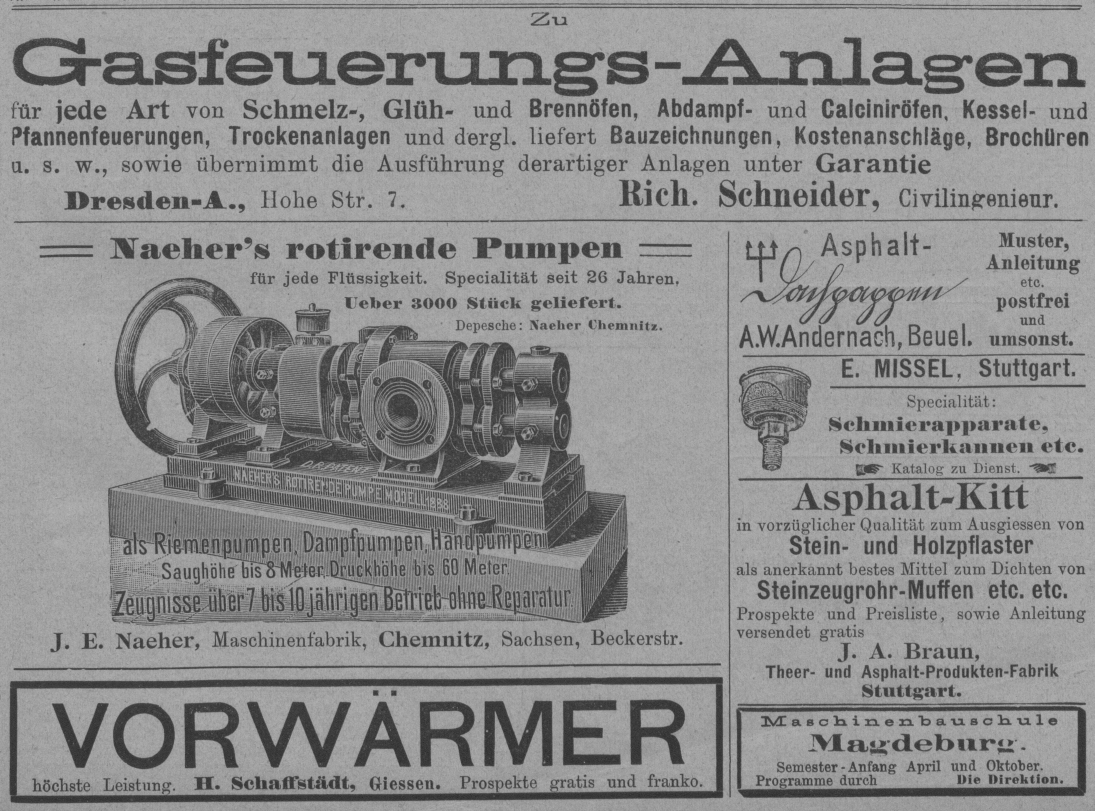 Zu
Gasfeuerungs-Anlagen
für jede Art von Schmelz-, Glüh- und Brennöfen, Abdampf- und Calciniröfen, Kessel- und
Pfannenfeuerungen, Trockenanlagen und dergl. liefert Bauzeichnungen, Kostenanschläge, Brochüren
u. s. w., sowie übernimmt die Ausführung derartiger Anlagen unter Garantie
Dresden-A., Hohe Str. 7. Rich. Schneider, Civilingenieur.
Naeher's rotirende Pumpen
für jede Flüssigkeit. Specialität seit 26 Jahren,
Ueber 3000 Stück geliefert.
Depesche: Naeher Chemnitz.
D.R.PATENT
NAEHER'S ROTIRENDE PUMPE MODELL 1888
als Riemenpumpen, Dampfpumpen, Handpumpen
Saughöhe bis 8 Meter, Druckhöhe bis 60 Meter
Zeugnisse über 7 bis 10 jährigen Betrieb ohne Reparatur.
J. E. Naeher, Maschinenfabrik, Chemnitz, Sachsen, Beckerstr.
VORWÄRMER
höchste Leistung. H. Schaffstädt, Giessen. Prospekte gratis und franko.
Asphalt-
Dachpappen
A.W.Andernach, Beuel.
Muster,
Anleitung
etc.
postfrei
und
umsonst.
E. MISSEL, Stuttgart.
Specialität:
Schmierapparate,
Schmierkannen etc.
Katalog zu Dienst.
Asphalt-Kitt
in vorzüglicher Qualität zum Ausgiessen von
Stein- und Holzpflaster
als anerkannt bestes Mittel zum Dichten von
Steinzeugrohr-Muffen etc. etc.
Prospekte und Preisliste, sowie Anleitung
versendet gratis
J. A. Braun,
Theer- und Asphalt-Produkten-Fabrik
Stuttgart.
Maschinenbauschule
Magdeburg.
Semester-Anfang April und Oktober.
Programme durch Die Direktion.